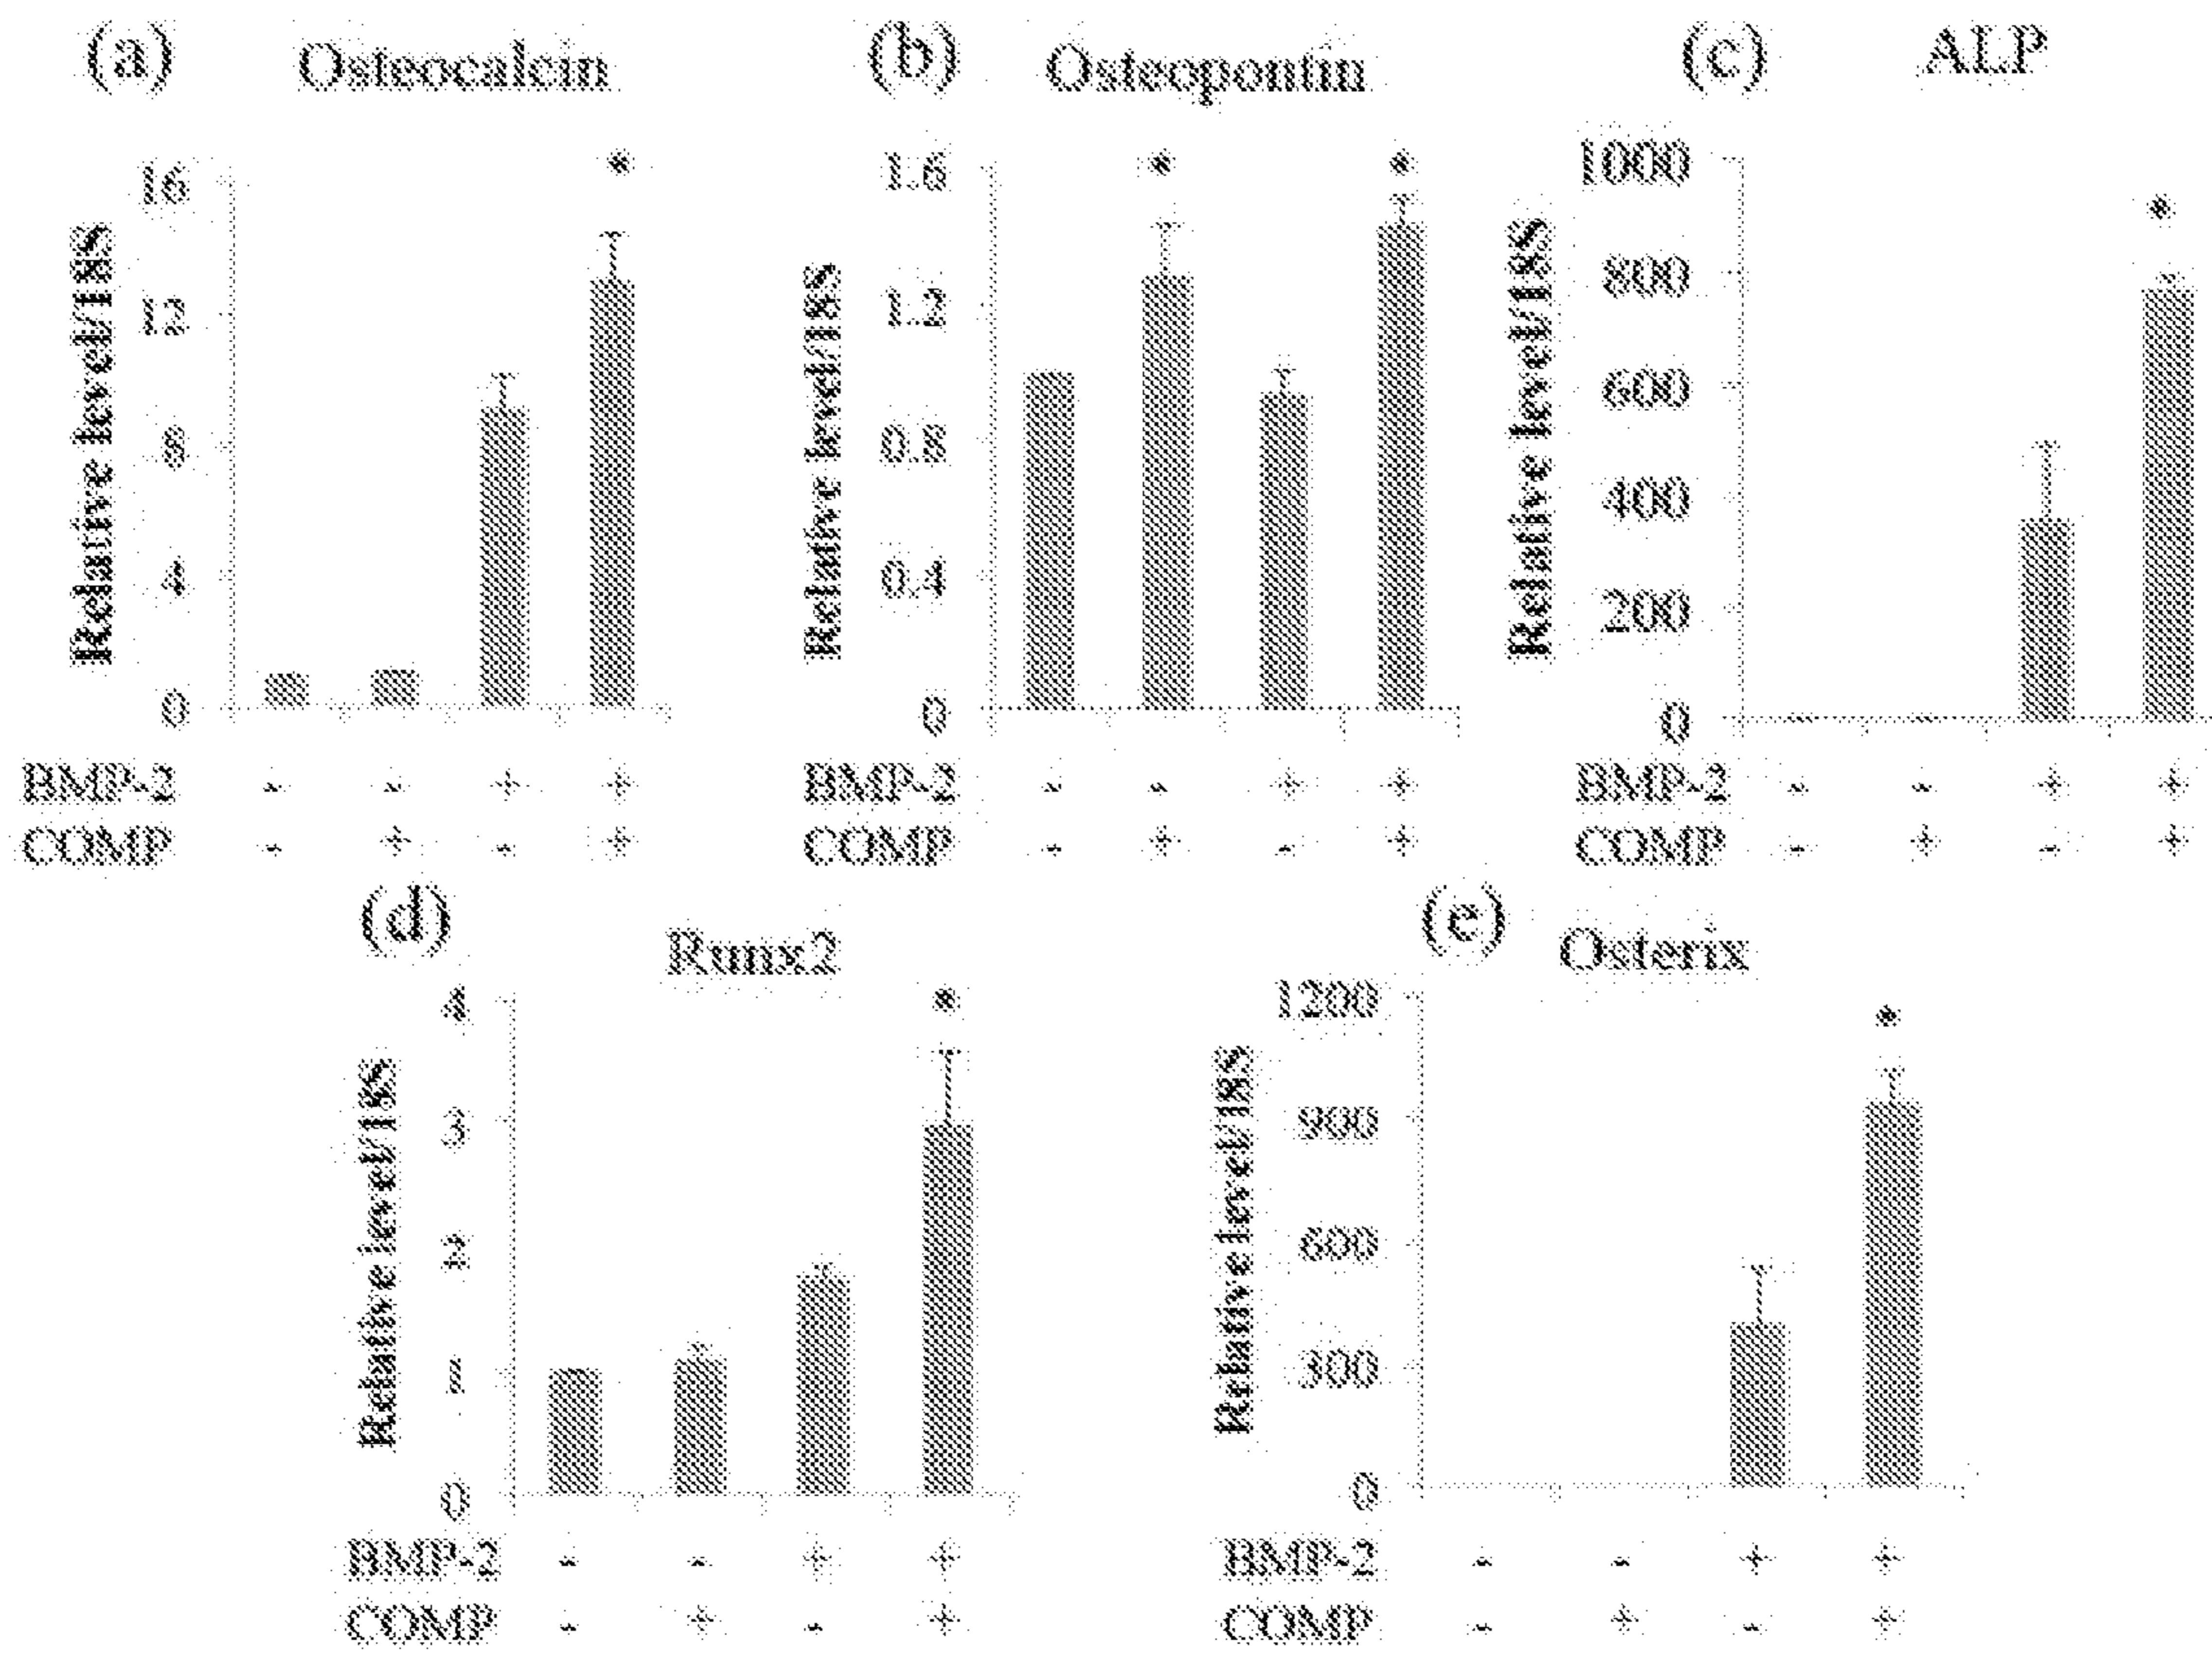 (a) Osteocalcin
*
16
12
8
4
0
Relative level/18S
BMP-2 - - + +
COMP - + - +
(b) Osteopontin
* *
1.6
1.2
0.8
0.4
0
Relative level/18S
BMP-2 - - + +
COMP - + - +
(c) ALP
*
1000
800
600
400
200
0
Relative level/18S
BMP-2 - - + +
COMP - + - +
(d) Runx2
*
4
3
2
1
0
Relative level/18S
BMP-2 - - + +
COMP - + - +
(e) Osterix
*
1200
900
600
300
0
Relative level/18S
BMP-2 - - + +
COMP - + - +